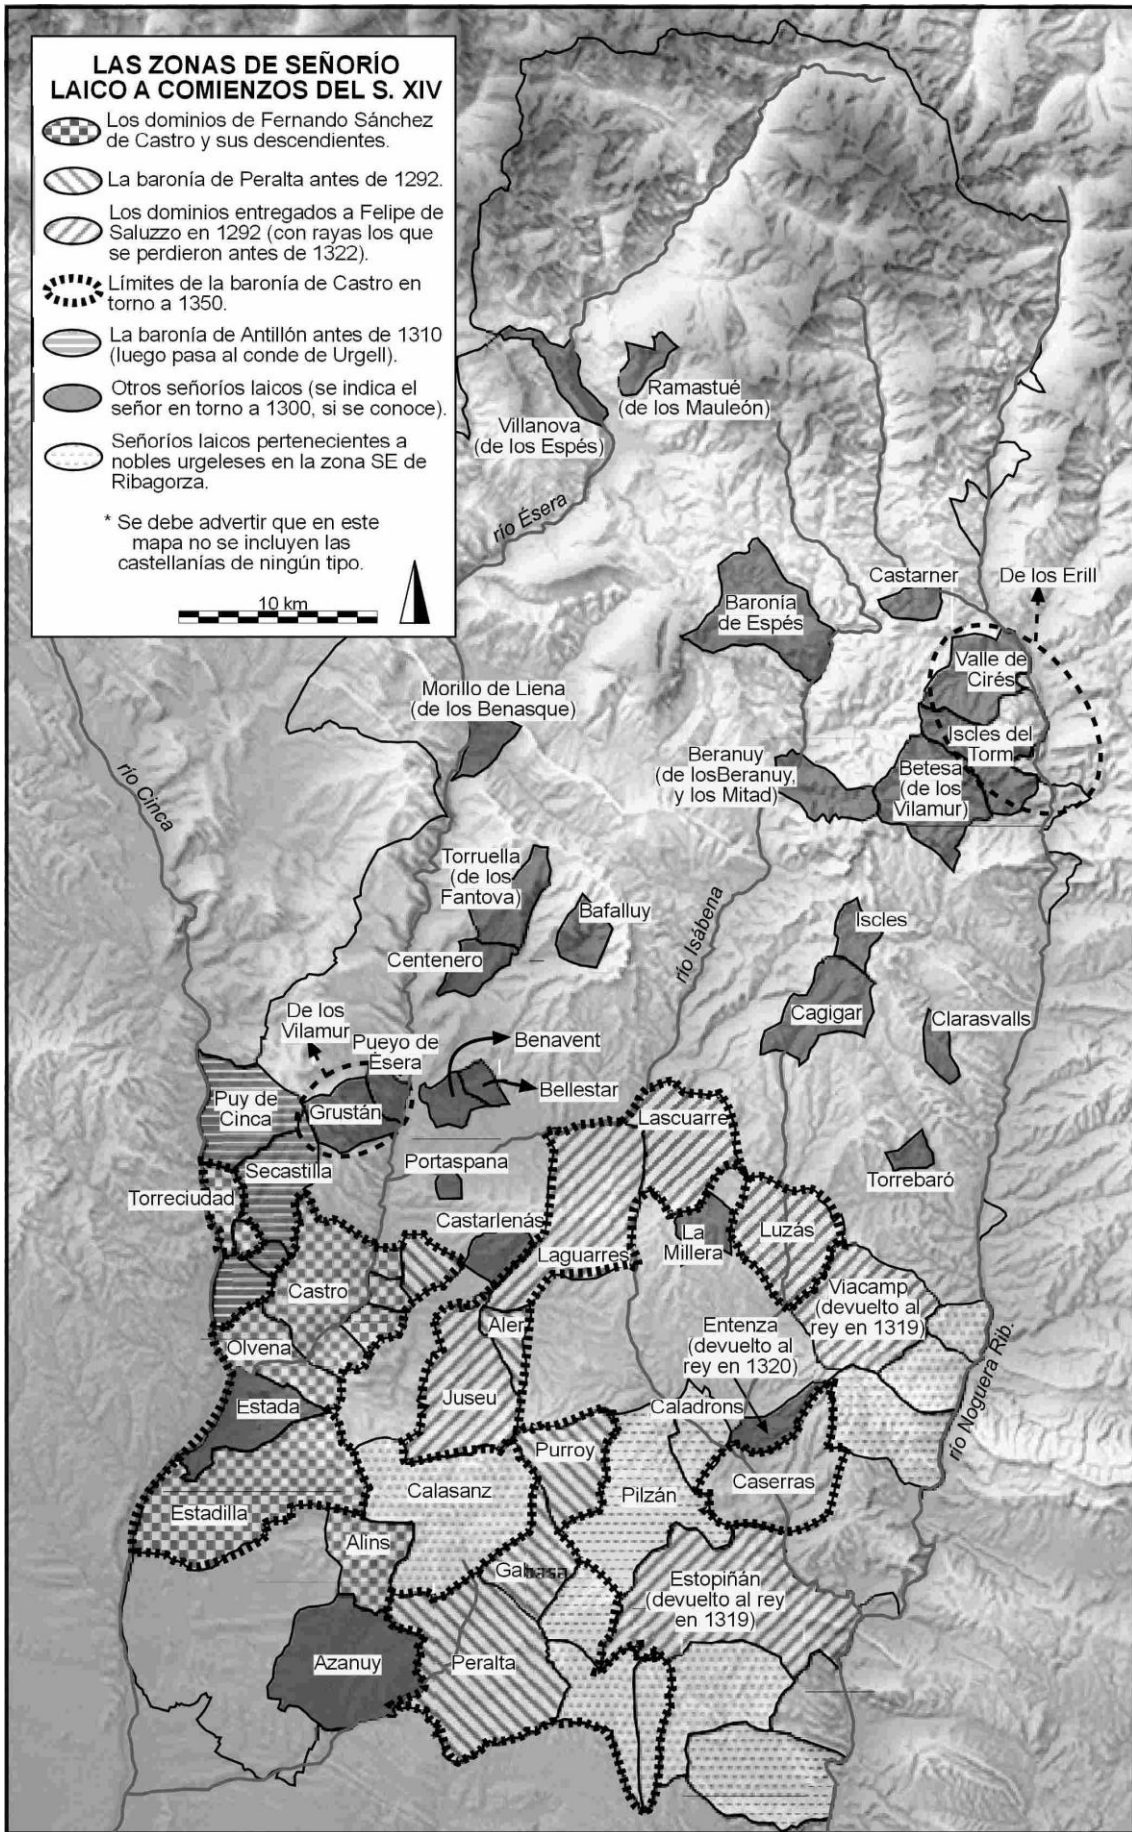 LAS ZONAS DE SEÑORÍO
LAICO A COMIENZOS DEL S. XIV
Los dominios de Fernando Sánchez
de Castro y sus descendientes.
La baronía de Peralta antes de 1292.
Los dominios entregados a Felipe de
Saluzzo en 1292 (con rayas los que
se perdieron antes de 1322).
Límites de la baronía de Castro en
torno a 1350.
La baronía de Antillón antes de 1310
(luego pasa al conde de Urgell).
Otros señoríos laicos (se indica el
señor en torno a 1300, si se conoce).
Señoríos laicos pertenecientes a
nobles urgeleses en la zona SE de
Ribagorza.
* Se debe advertir que en este
mapa no se incluyen las
castellanías de ningún tipo.
10 km
Ramastué
(de los Mauleón)
Villanova
(de los Espés)
río Ésera
Castarner
De los Erill
Baronía
de Espés
Valle de
Cirés
Morillo de Liena
(de los Benasque)
Iscles del
Torm
río Cinca
Beranuy
(de losBeranuy,
y los Mitad)
Betesa
(de los
Vilamur)
Torruella
(de los
Fantova)
Bafalluy
Iscles
río Isábena
Centenero
Cagigar
Clarasvalls
De los
Vilamur
Pueyo de
Ésera
Benavent
Bellestar
Puy de
Cinca
Grustán
Lascuarre
Secastilla
Portaspana
Torrebaró
Torreciudad
Castarlenás
La
Millera
Luzás
Laguarres
Castro
Viacamp
(devuelto al
rey en 1319)
Aler
Entenza
(devuelto al
rey en 1320)
Olvena
río Noguera Rib.
Juseu
Estada
Caladrons
Purroy
Caserras
Calasanz
Pilzán
Estadilla
Alins
Gabasa
Estopiñán
(devuelto al rey
en 1319)
Azanuy
Peralta